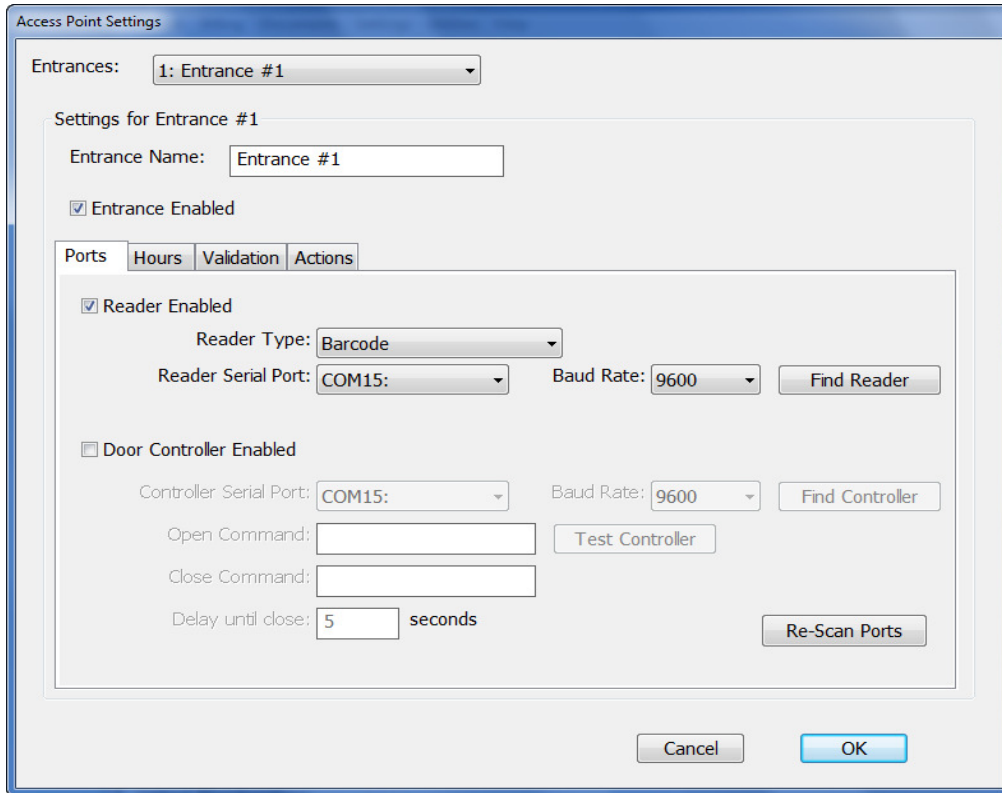 Access Point Settings
Entrances: 1: Entrance #1
Settings for Entrance #1
Entrance Name: Entrance #1
Entrance Enabled
Ports Hours Validation Actions
Reader Enabled
Reader Type: Barcode
Reader Serial Port: COM15: Baud Rate: 9600 Find Reader
Door Controller Enabled
Controller Serial Port: COM15: Baud Rate: 9600 Find Controller
Open Command: Test Controller
Close Command:
Delay until close: 5 seconds
Re-Scan Ports
Cancel OK